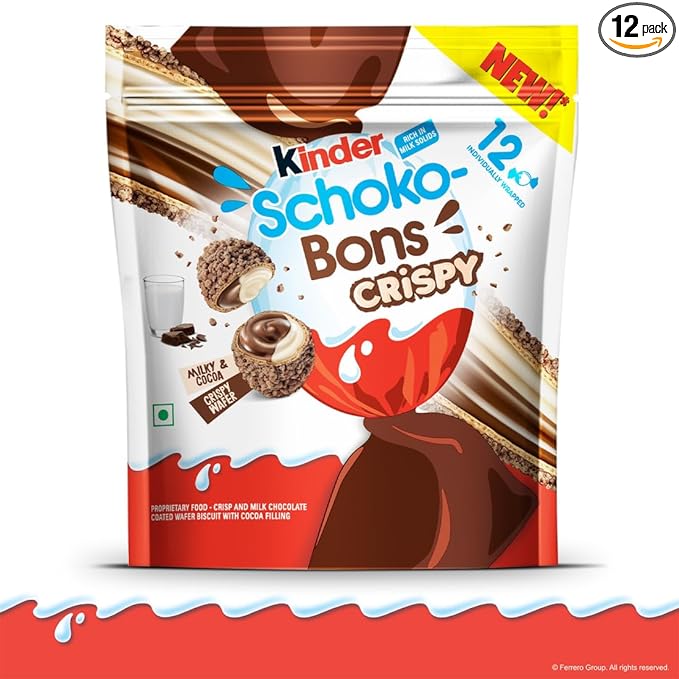 12 pack
NEW!*
Kinder
RICH IN
MILK SOLIDS
12
INDIVIDUALLY WRAPPED
Schoko-
Bons
CRiSPY
MILKY &
COCOA
CRISPY
WAFER
PROPRIETARY FOOD - CRISP AND MILK CHOCOLATE
COATED WAFER BISCUIT WITH COCOA FILLING
© Ferrero Group. All rights reserved.